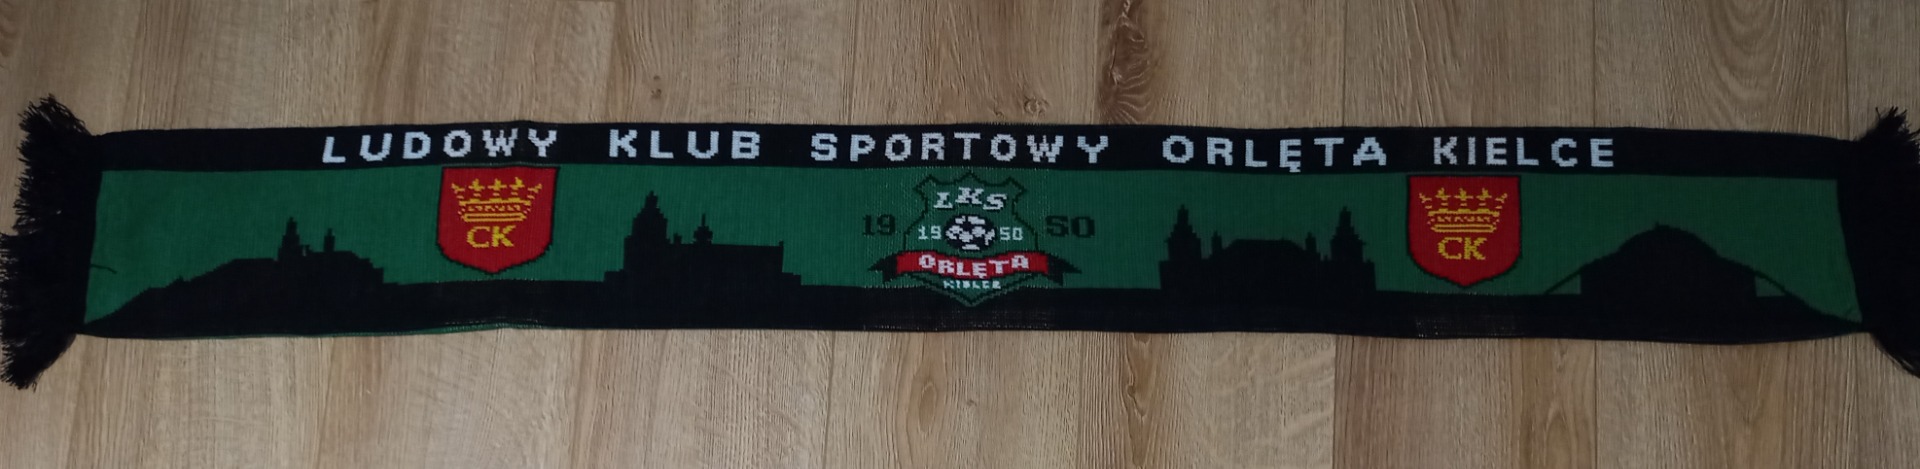 LUDOWY KLUB SPORTOWY ORLĘTA KIELCE
CK
19 50
LKS
19 50
ORLĘTA
KIELCE
CK